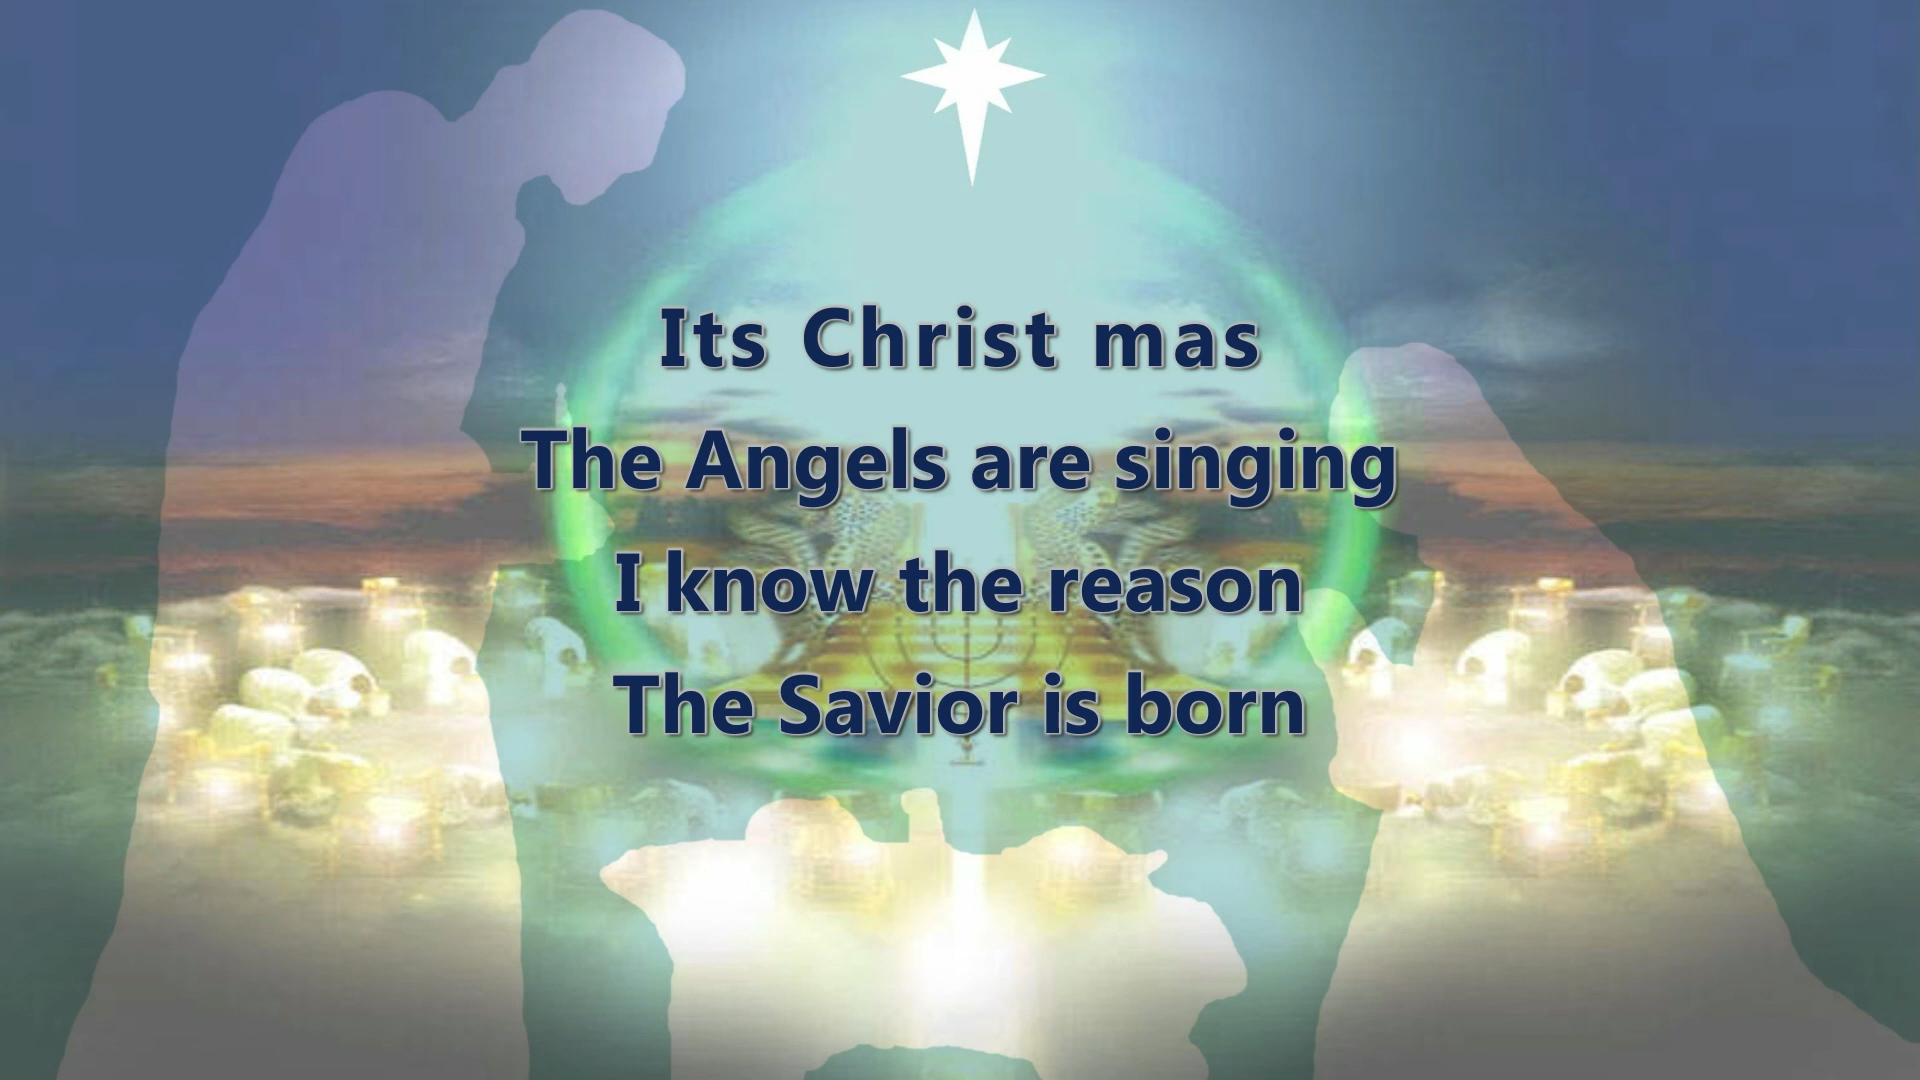 Its Christ mas
The Angels are singing
I know the reason
The Savior is born